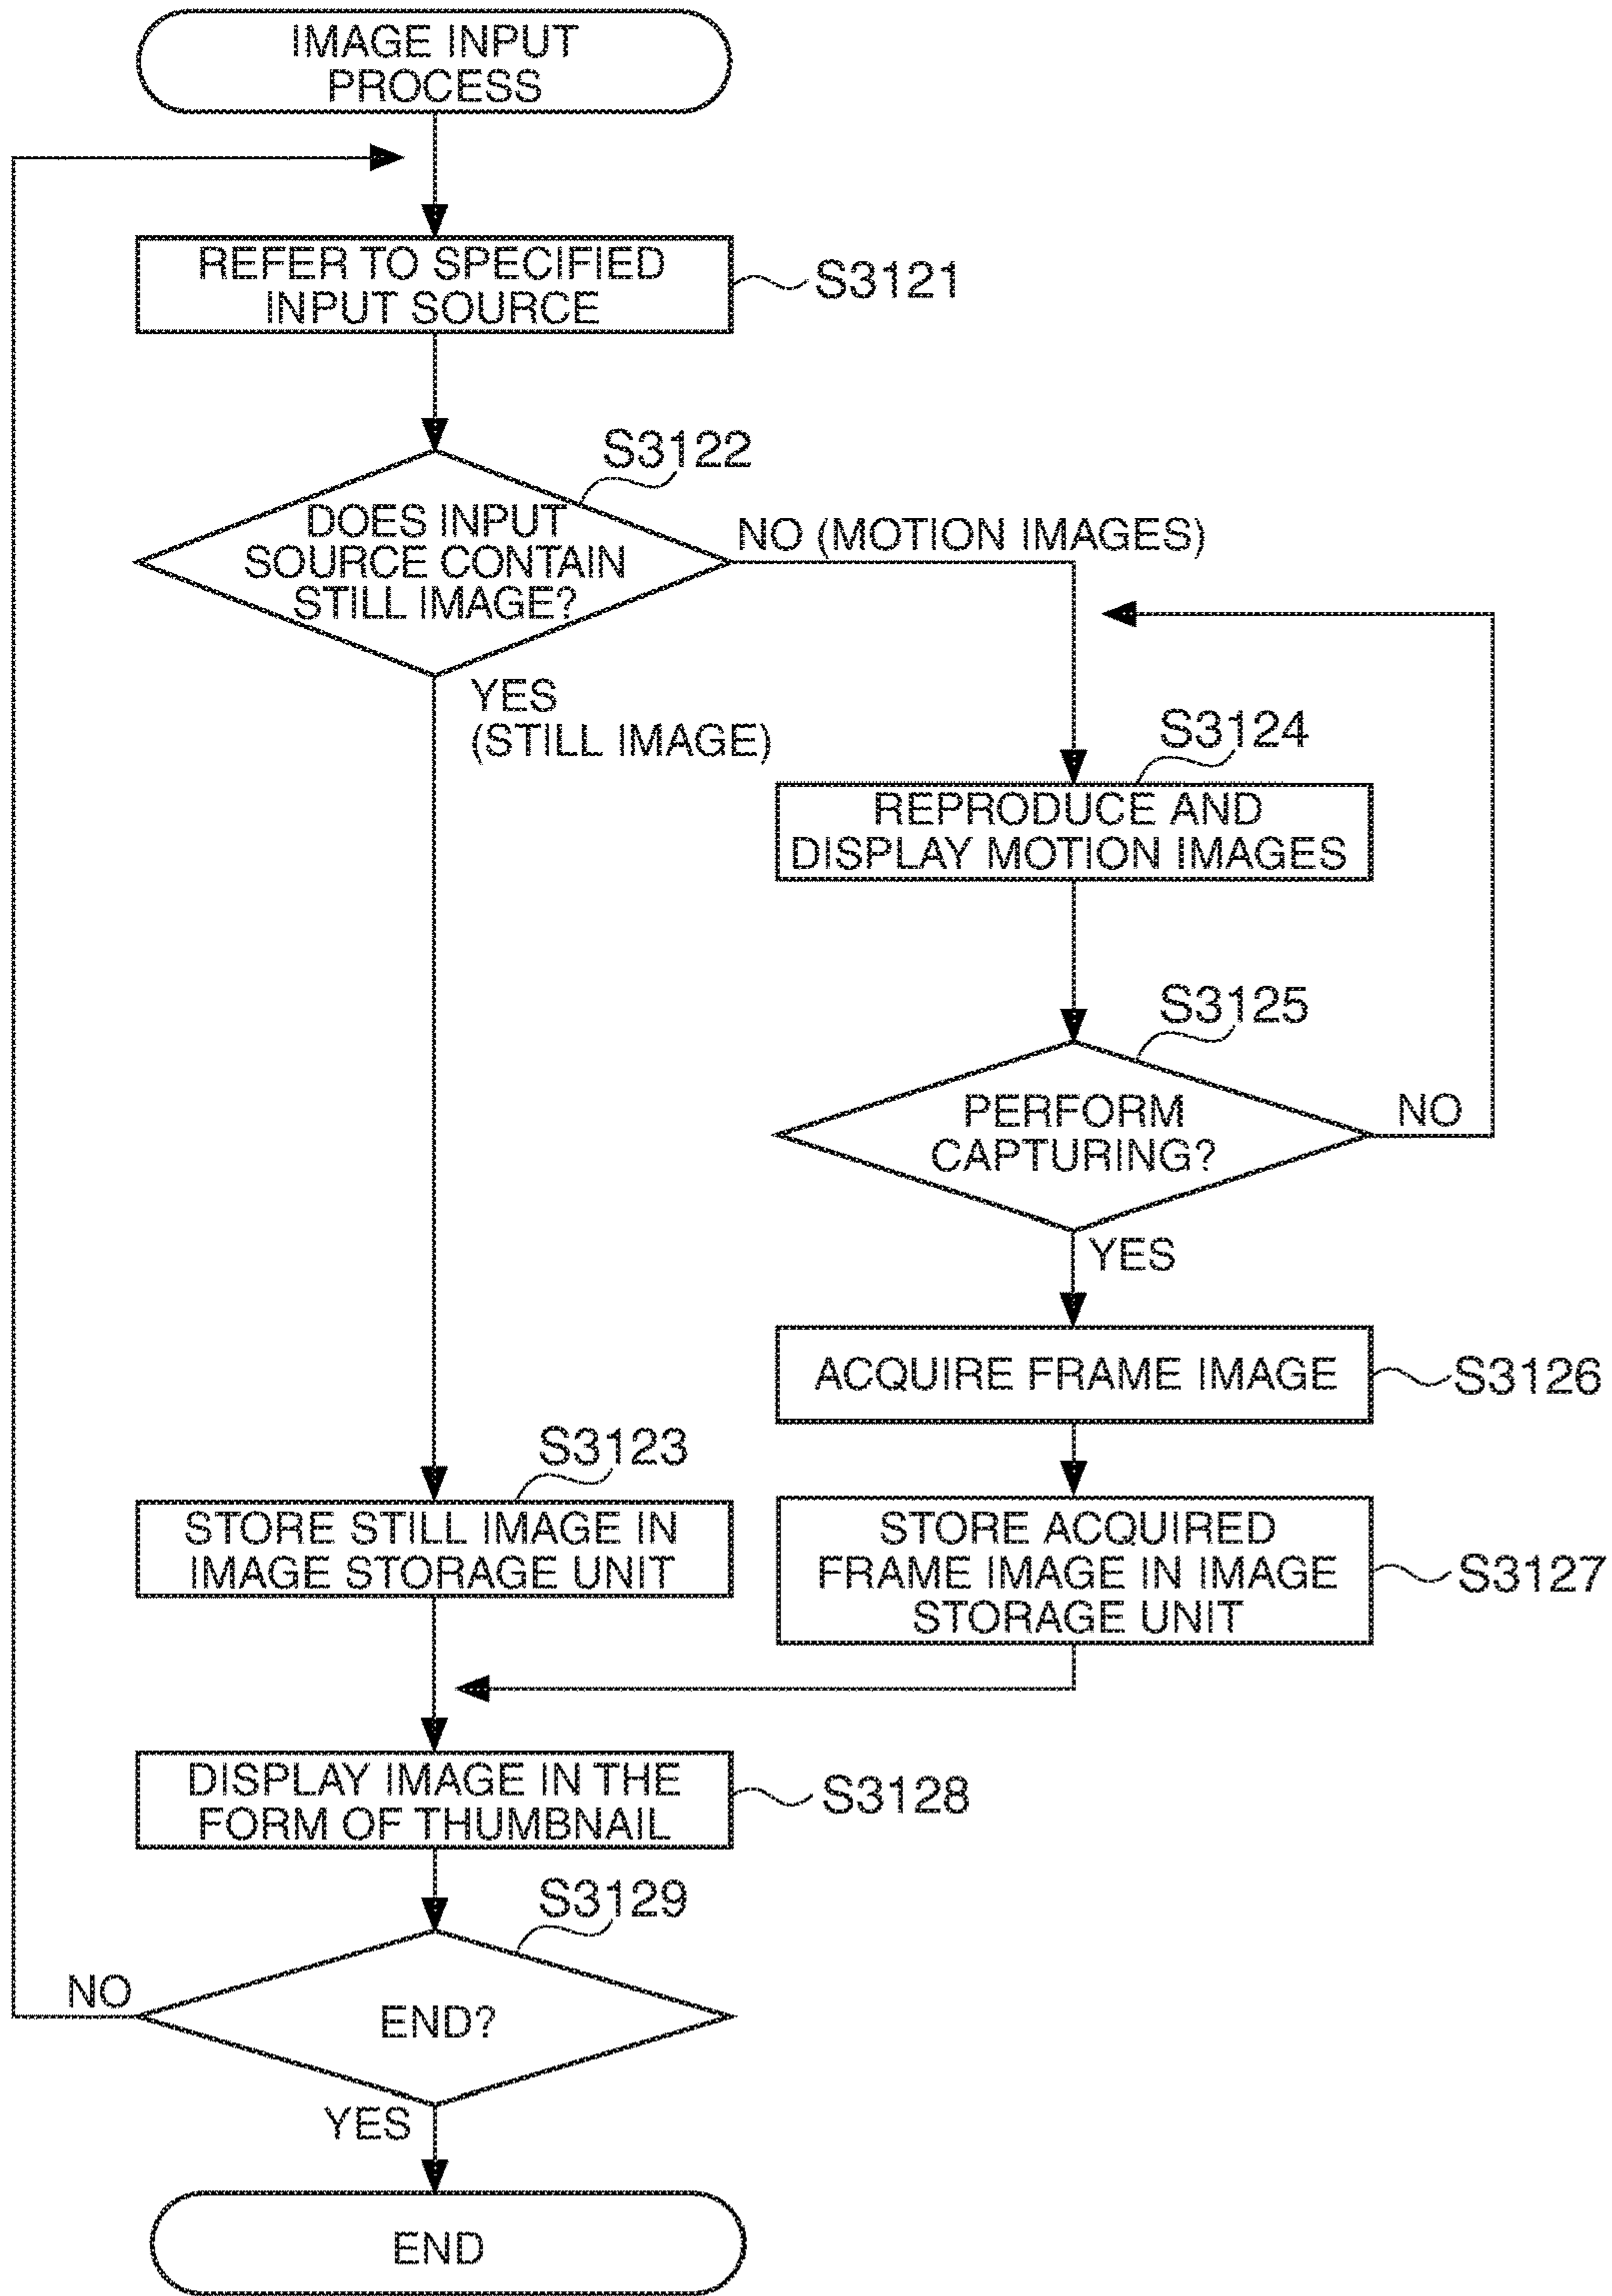 IMAGE INPUT
PROCESS
REFER TO SPECIFIED
INPUT SOURCE
S3121
S3122
DOES INPUT
SOURCE CONTAIN
STILL IMAGE?
NO (MOTION IMAGES)
YES
(STILL IMAGE)
S3124
REPRODUCE AND
DISPLAY MOTION IMAGES
S3125
PERFORM
CAPTURING?
NO
YES
ACQUIRE FRAME IMAGE
S3126
S3123
STORE STILL IMAGE IN
IMAGE STORAGE UNIT
STORE ACQUIRED
FRAME IMAGE IN IMAGE
STORAGE UNIT
S3127
DISPLAY IMAGE IN THE
FORM OF THUMBNAIL
S3128
S3129
END?
NO
YES
END